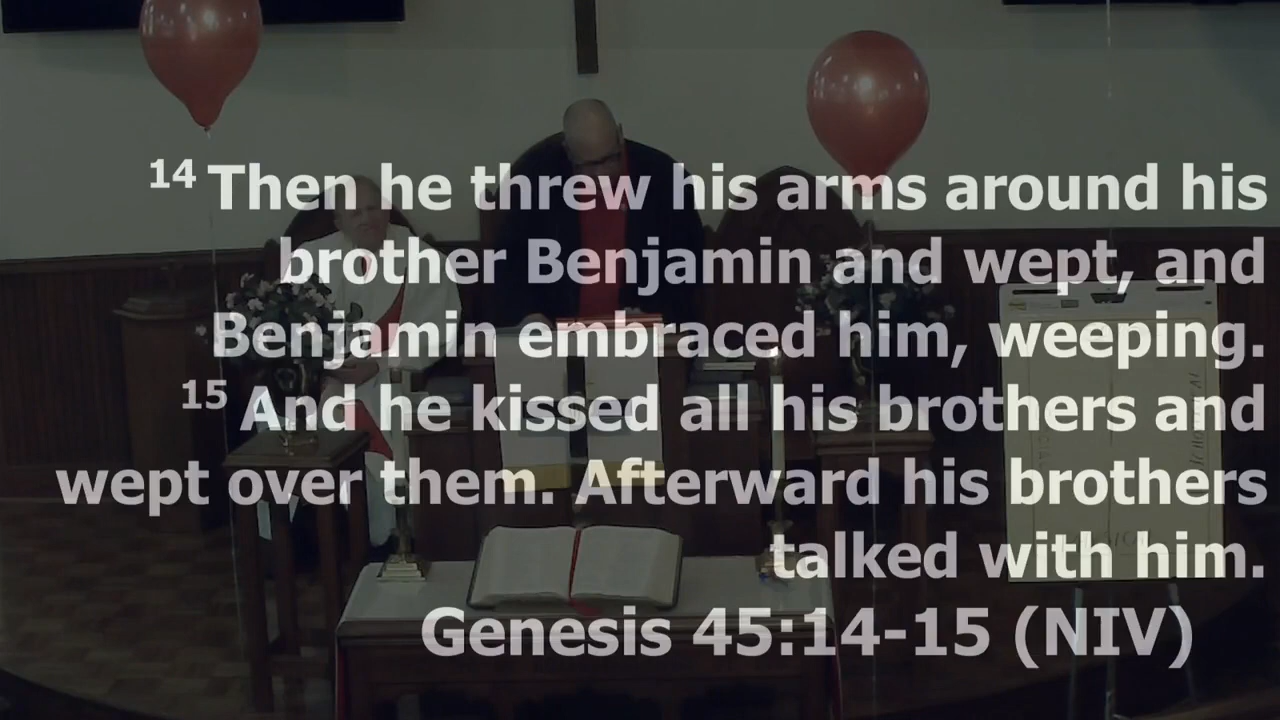 14 Then he threw his arms around his
brother Benjamin and wept, and
Benjamin embraced him, weeping.
15 And he kissed all his brothers and
wept over them. Afterward his brothers
talked with him.
Genesis 45:14-15 (NIV)